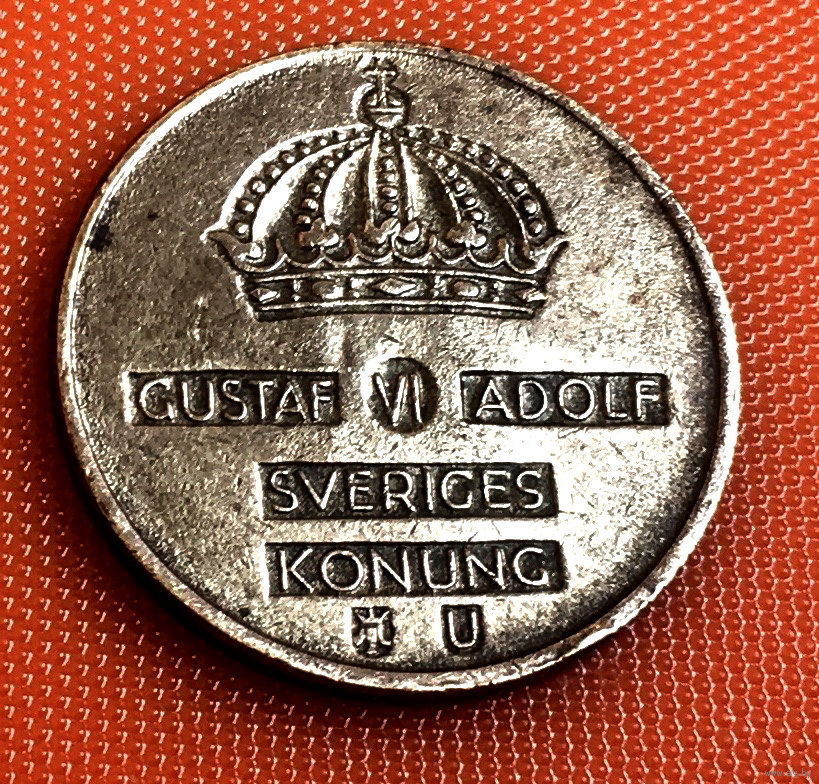 GUSTAF VI ADOLF
SVERIGES
KONUNG
U